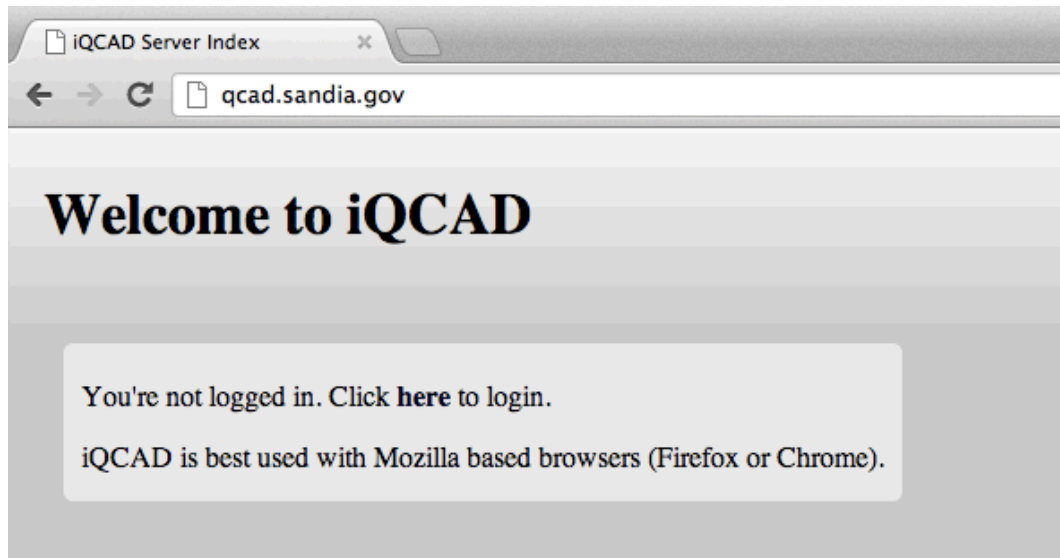 iQCAD Server Index
qcad.sandia.gov
Welcome to iQCAD
You're not logged in. Click here to login.
iQCAD is best used with Mozilla based browsers (Firefox or Chrome).